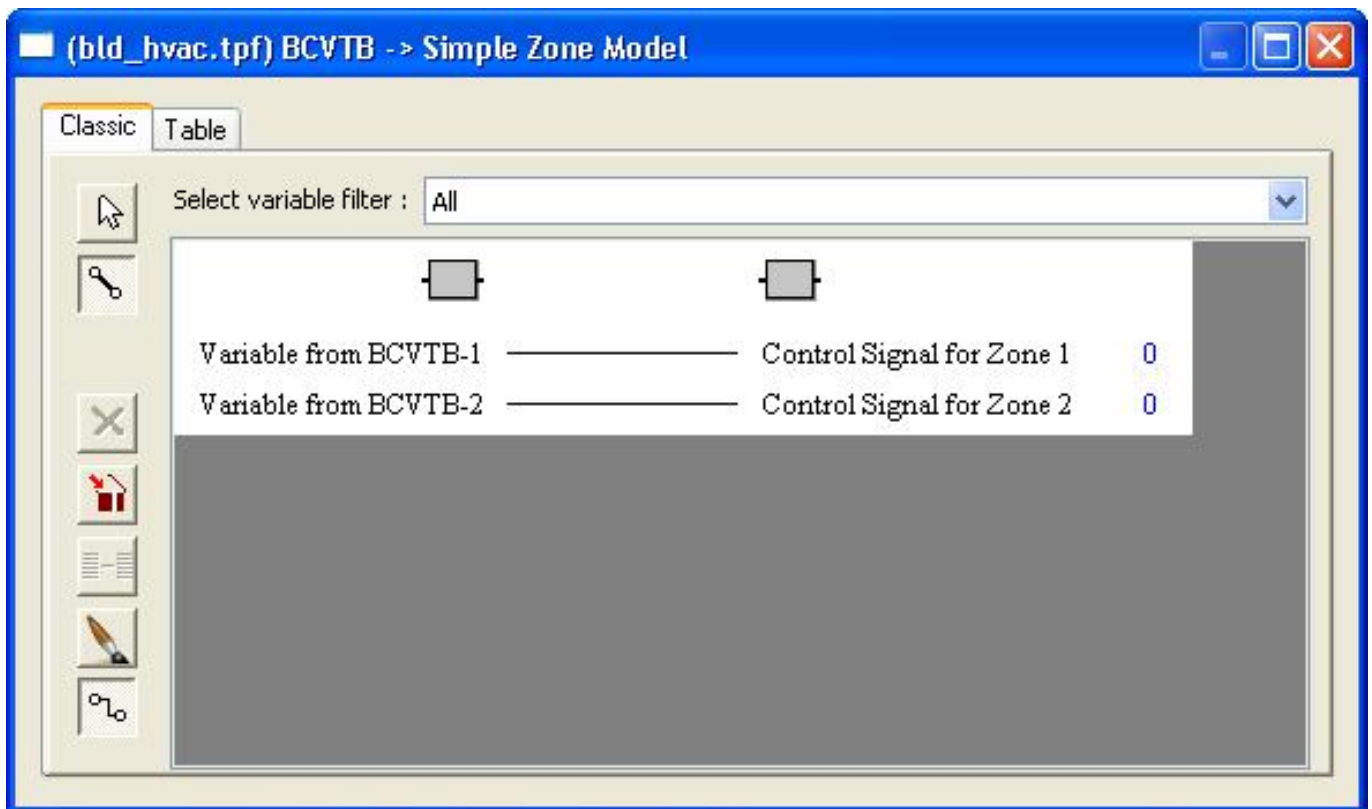 (bld_hvac.tpf) BCVTB -> Simple Zone Model
Classic Table
Select variable filter : All
Variable from BCVTB-1 Control Signal for Zone 1 0
Variable from BCVTB-2 Control Signal for Zone 2 0